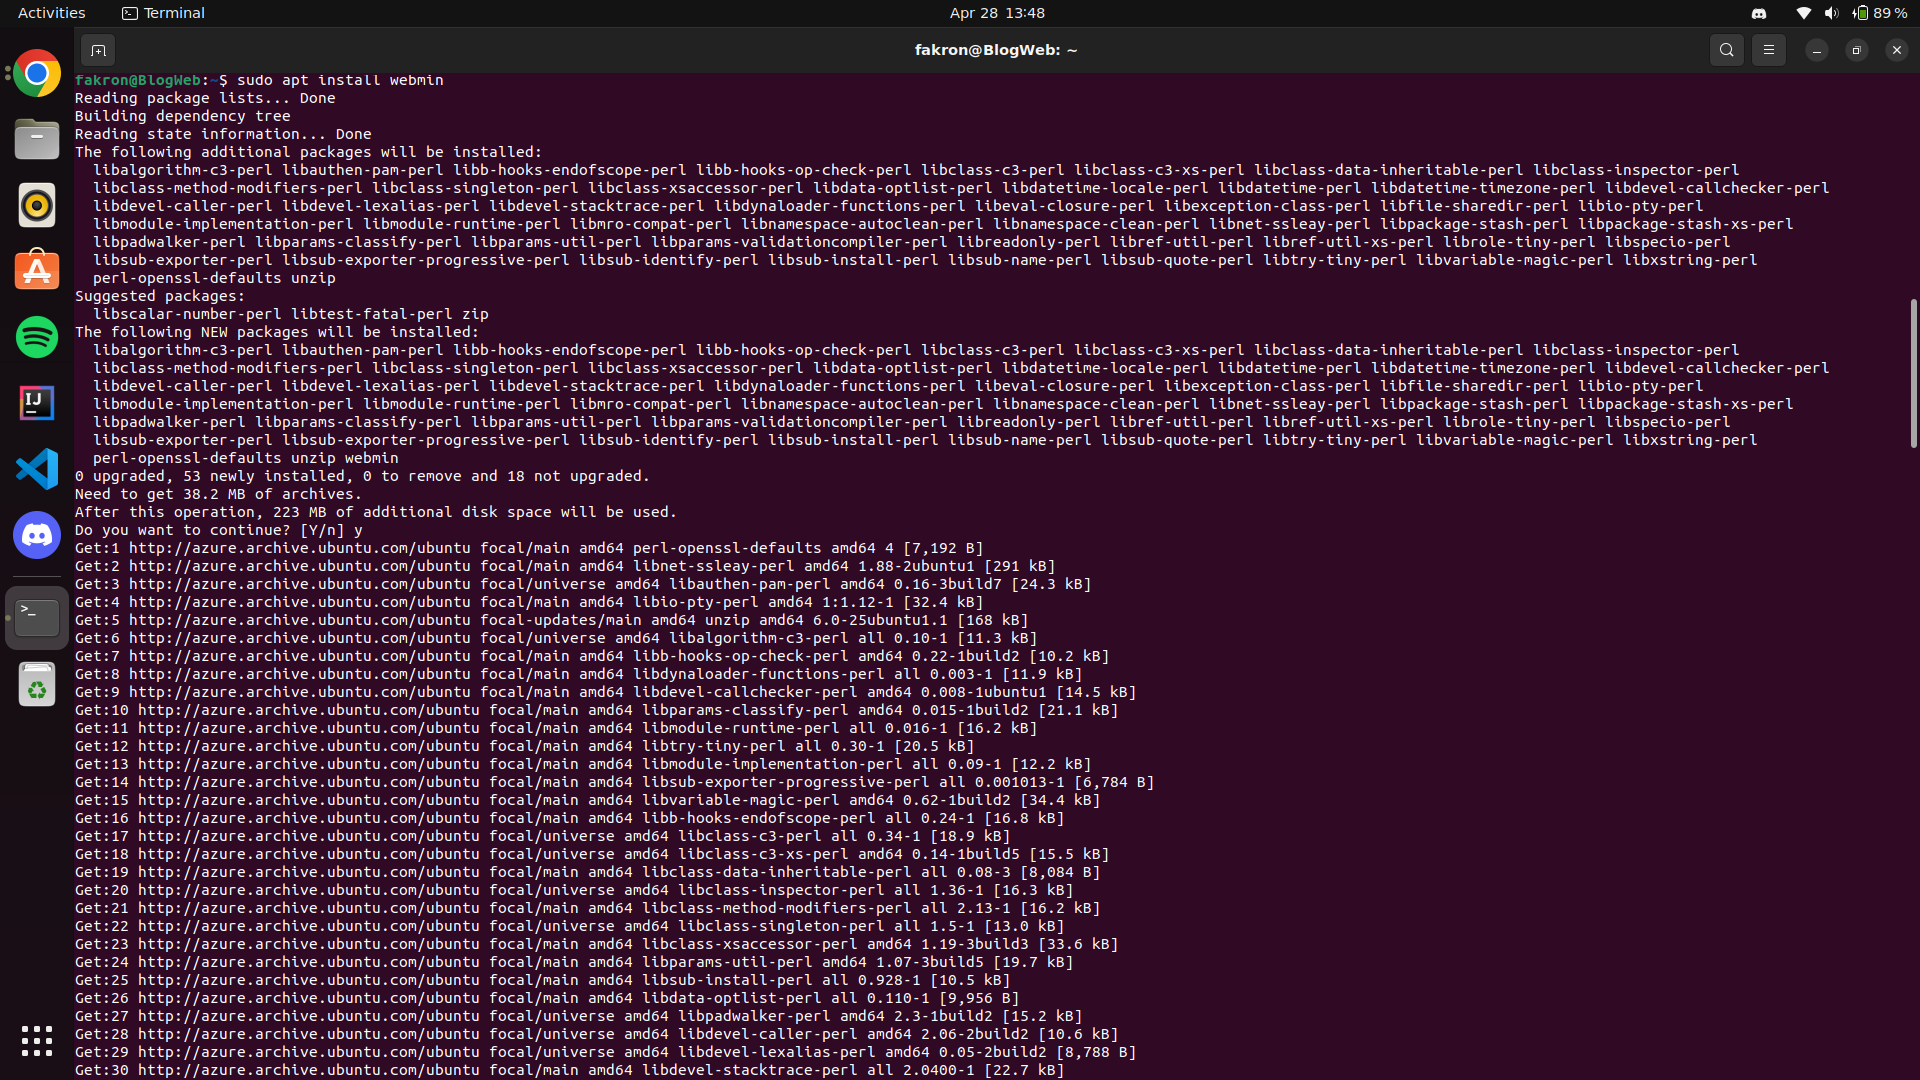 Activities
Terminal
Apr 28 13:48
89 %
fakron@BlogWeb: ~
fakron@BlogWeb:~$ sudo apt install webmin
Reading package lists... Done
Building dependency tree
Reading state information... Done
The following additional packages will be installed:
  libalgorithm-c3-perl libauthen-pam-perl libb-hooks-endofscope-perl libb-hooks-op-check-perl libclass-c3-perl libclass-c3-xs-perl libclass-data-inheritable-perl libclass-inspector-perl
  libclass-method-modifiers-perl libclass-singleton-perl libclass-xsaccessor-perl libdata-optlist-perl libdatetime-locale-perl libdatetime-perl libdatetime-timezone-perl libdevel-callchecker-perl
  libdevel-caller-perl libdevel-lexalias-perl libdevel-stacktrace-perl libdynaloader-functions-perl libeval-closure-perl libexception-class-perl libfile-sharedir-perl libio-pty-perl
  libmodule-implementation-perl libmodule-runtime-perl libmro-compat-perl libnamespace-autoclean-perl libnamespace-clean-perl libnet-ssleay-perl libpackage-stash-perl libpackage-stash-xs-perl
  libpadwalker-perl libparams-classify-perl libparams-util-perl libparams-validationcompiler-perl libreadonly-perl libref-util-perl libref-util-xs-perl librole-tiny-perl libspecio-perl
  libsub-exporter-perl libsub-exporter-progressive-perl libsub-identify-perl libsub-install-perl libsub-name-perl libsub-quote-perl libtry-tiny-perl libvariable-magic-perl libxstring-perl
  perl-openssl-defaults unzip
Suggested packages:
  libscalar-number-perl libtest-fatal-perl zip
The following NEW packages will be installed:
  libalgorithm-c3-perl libauthen-pam-perl libb-hooks-endofscope-perl libb-hooks-op-check-perl libclass-c3-perl libclass-c3-xs-perl libclass-data-inheritable-perl libclass-inspector-perl
  libclass-method-modifiers-perl libclass-singleton-perl libclass-xsaccessor-perl libdata-optlist-perl libdatetime-locale-perl libdatetime-perl libdatetime-timezone-perl libdevel-callchecker-perl
  libdevel-caller-perl libdevel-lexalias-perl libdevel-stacktrace-perl libdynaloader-functions-perl libeval-closure-perl libexception-class-perl libfile-sharedir-perl libio-pty-perl
  libmodule-implementation-perl libmodule-runtime-perl libmro-compat-perl libnamespace-autoclean-perl libnamespace-clean-perl libnet-ssleay-perl libpackage-stash-perl libpackage-stash-xs-perl
  libpadwalker-perl libparams-classify-perl libparams-util-perl libparams-validationcompiler-perl libreadonly-perl libref-util-perl libref-util-xs-perl librole-tiny-perl libspecio-perl
  libsub-exporter-perl libsub-exporter-progressive-perl libsub-identify-perl libsub-install-perl libsub-name-perl libsub-quote-perl libtry-tiny-perl libvariable-magic-perl libxstring-perl
  perl-openssl-defaults unzip webmin
0 upgraded, 53 newly installed, 0 to remove and 18 not upgraded.
Need to get 38.2 MB of archives.
After this operation, 223 MB of additional disk space will be used.
Do you want to continue? [Y/n] y
Get:1 http://azure.archive.ubuntu.com/ubuntu focal/main amd64 perl-openssl-defaults amd64 4 [7,192 B]
Get:2 http://azure.archive.ubuntu.com/ubuntu focal/main amd64 libnet-ssleay-perl amd64 1.88-2ubuntu1 [291 kB]
Get:3 http://azure.archive.ubuntu.com/ubuntu focal/universe amd64 libauthen-pam-perl amd64 0.16-3build7 [24.3 kB]
Get:4 http://azure.archive.ubuntu.com/ubuntu focal/main amd64 libio-pty-perl amd64 1:1.12-1 [32.4 kB]
Get:5 http://azure.archive.ubuntu.com/ubuntu focal-updates/main amd64 unzip amd64 6.0-25ubuntu1.1 [168 kB]
Get:6 http://azure.archive.ubuntu.com/ubuntu focal/universe amd64 libalgorithm-c3-perl all 0.10-1 [11.3 kB]
Get:7 http://azure.archive.ubuntu.com/ubuntu focal/main amd64 libb-hooks-op-check-perl amd64 0.22-1build2 [10.2 kB]
Get:8 http://azure.archive.ubuntu.com/ubuntu focal/main amd64 libdynaloader-functions-perl all 0.003-1 [11.9 kB]
Get:9 http://azure.archive.ubuntu.com/ubuntu focal/main amd64 libdevel-callchecker-perl amd64 0.008-1ubuntu1 [14.5 kB]
Get:10 http://azure.archive.ubuntu.com/ubuntu focal/main amd64 libparams-classify-perl amd64 0.015-1build2 [21.1 kB]
Get:11 http://azure.archive.ubuntu.com/ubuntu focal/main amd64 libmodule-runtime-perl all 0.016-1 [16.2 kB]
Get:12 http://azure.archive.ubuntu.com/ubuntu focal/main amd64 libtry-tiny-perl all 0.30-1 [20.5 kB]
Get:13 http://azure.archive.ubuntu.com/ubuntu focal/main amd64 libmodule-implementation-perl all 0.09-1 [12.2 kB]
Get:14 http://azure.archive.ubuntu.com/ubuntu focal/main amd64 libsub-exporter-progressive-perl all 0.001013-1 [6,784 B]
Get:15 http://azure.archive.ubuntu.com/ubuntu focal/main amd64 libvariable-magic-perl amd64 0.62-1build2 [34.4 kB]
Get:16 http://azure.archive.ubuntu.com/ubuntu focal/main amd64 libb-hooks-endofscope-perl all 0.24-1 [16.8 kB]
Get:17 http://azure.archive.ubuntu.com/ubuntu focal/universe amd64 libclass-c3-perl all 0.34-1 [18.9 kB]
Get:18 http://azure.archive.ubuntu.com/ubuntu focal/universe amd64 libclass-c3-xs-perl amd64 0.14-1build5 [15.5 kB]
Get:19 http://azure.archive.ubuntu.com/ubuntu focal/main amd64 libclass-data-inheritable-perl all 0.08-3 [8,084 B]
Get:20 http://azure.archive.ubuntu.com/ubuntu focal/universe amd64 libclass-inspector-perl all 1.36-1 [16.3 kB]
Get:21 http://azure.archive.ubuntu.com/ubuntu focal/main amd64 libclass-method-modifiers-perl all 2.13-1 [16.2 kB]
Get:22 http://azure.archive.ubuntu.com/ubuntu focal/universe amd64 libclass-singleton-perl all 1.5-1 [13.0 kB]
Get:23 http://azure.archive.ubuntu.com/ubuntu focal/main amd64 libclass-xsaccessor-perl amd64 1.19-3build3 [33.6 kB]
Get:24 http://azure.archive.ubuntu.com/ubuntu focal/main amd64 libparams-util-perl amd64 1.07-3build5 [19.7 kB]
Get:25 http://azure.archive.ubuntu.com/ubuntu focal/main amd64 libsub-install-perl all 0.928-1 [10.5 kB]
Get:26 http://azure.archive.ubuntu.com/ubuntu focal/main amd64 libdata-optlist-perl all 0.110-1 [9,956 B]
Get:27 http://azure.archive.ubuntu.com/ubuntu focal/universe amd64 libpadwalker-perl amd64 2.3-1build2 [15.2 kB]
Get:28 http://azure.archive.ubuntu.com/ubuntu focal/universe amd64 libdevel-caller-perl amd64 2.06-2build2 [10.6 kB]
Get:29 http://azure.archive.ubuntu.com/ubuntu focal/universe amd64 libdevel-lexalias-perl amd64 0.05-2build2 [8,788 B]
Get:30 http://azure.archive.ubuntu.com/ubuntu focal/main amd64 libdevel-stacktrace-perl all 2.0400-1 [22.7 kB]
IJ
>_